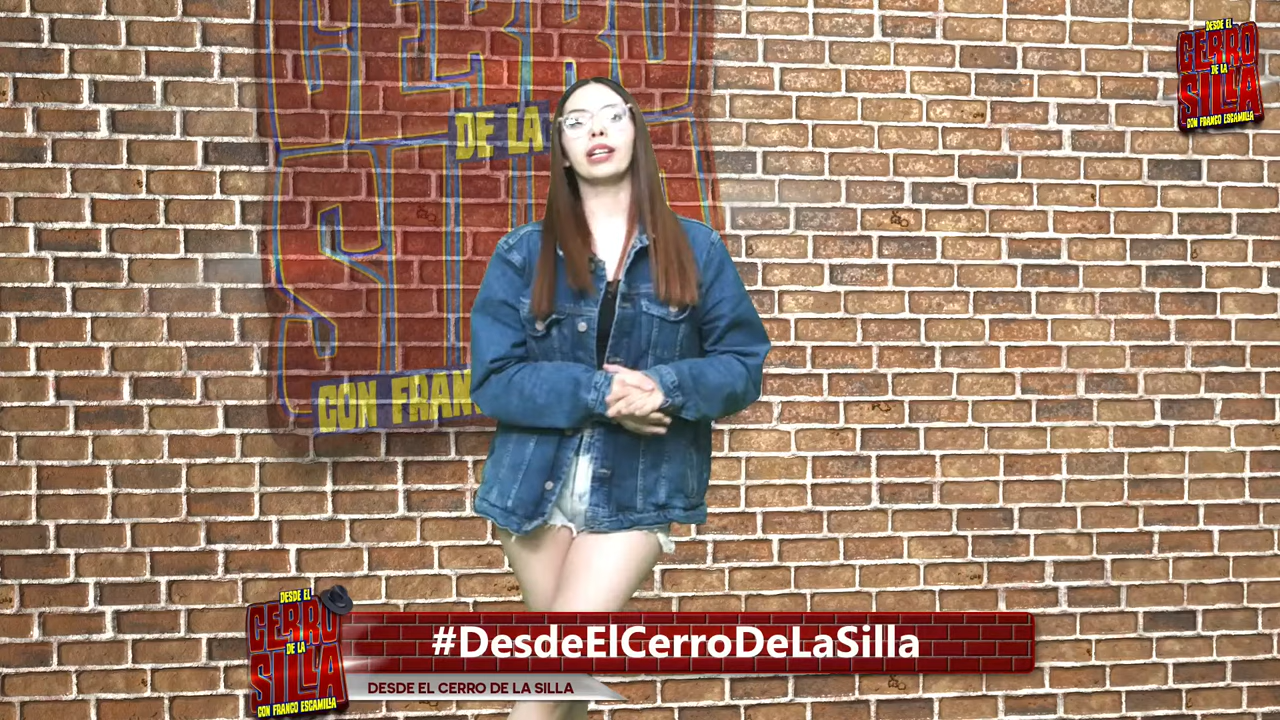 CERRO
DE LA
SILLA
CON FRAN
DESDE EL
CERRO
DE LA
SILLA
CON FRANCO ESCAMILLA
DESDE EL
CERRO
DE LA
SILLA
CON FRANCO ESCAMILLA
#DesdeElCerroDeLaSilla
DESDE EL CERRO DE LA SILLA